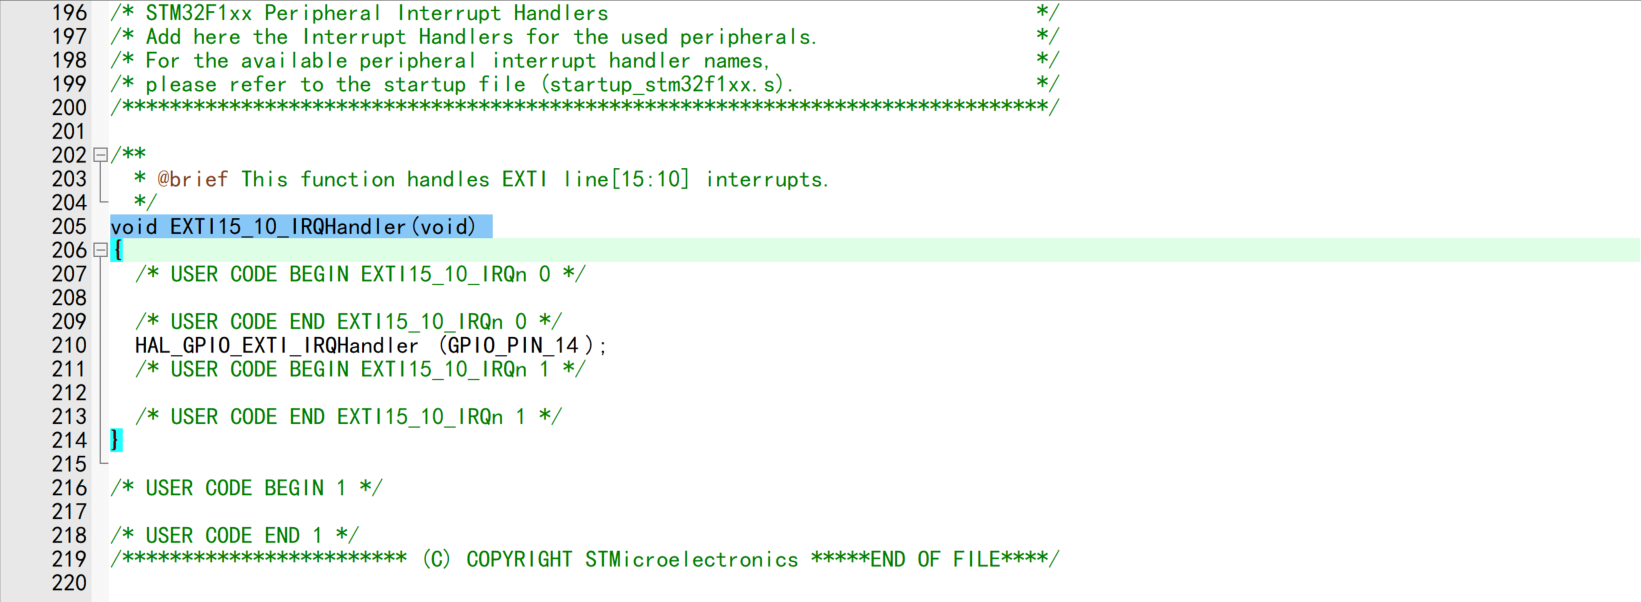 196 /* STM32F1xx Peripheral Interrupt Handlers                                    */
197 /* Add here the Interrupt Handlers for the used peripherals.                  */
198 /* For the available peripheral interrupt handler names,                      */
199 /* please refer to the startup file (startup_stm32f1xx.s).                    */
200 /******************************************************************************/
201
202 /**
203   * @brief This function handles EXTI line[15:10] interrupts.
204   */
205 void EXTI15_10_IRQHandler(void)
206 {
207   /* USER CODE BEGIN EXTI15_10_IRQn 0 */
208
209   /* USER CODE END EXTI15_10_IRQn 0 */
210   HAL_GPIO_EXTI_IRQHandler (GPIO_PIN_14 );
211   /* USER CODE BEGIN EXTI15_10_IRQn 1 */
212
213   /* USER CODE END EXTI15_10_IRQn 1 */
214 }
215
216 /* USER CODE BEGIN 1 */
217
218 /* USER CODE END 1 */
219 /************************ (C) COPYRIGHT STMicroelectronics *****END OF FILE****/
220